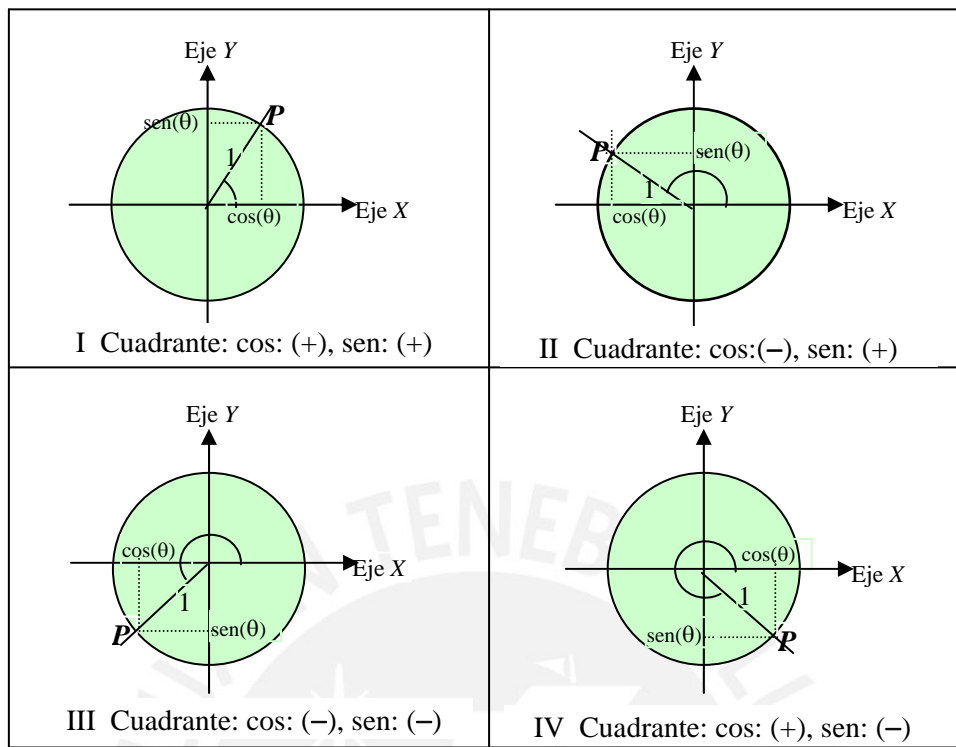 Eje Y
sen(θ)
P
1
cos(θ)
Eje X
I Cuadrante: cos: (+), sen: (+)
Eje Y
P
sen(θ)
1
cos(θ)
Eje X
II Cuadrante: cos:(–), sen: (+)
Eje Y
cos(θ)
Eje X
1
P
sen(θ)
III Cuadrante: cos: (–), sen: (–)
Eje Y
cos(θ)
Eje X
1
sen(θ)
P
IV Cuadrante: cos: (+), sen: (–)
TENEB